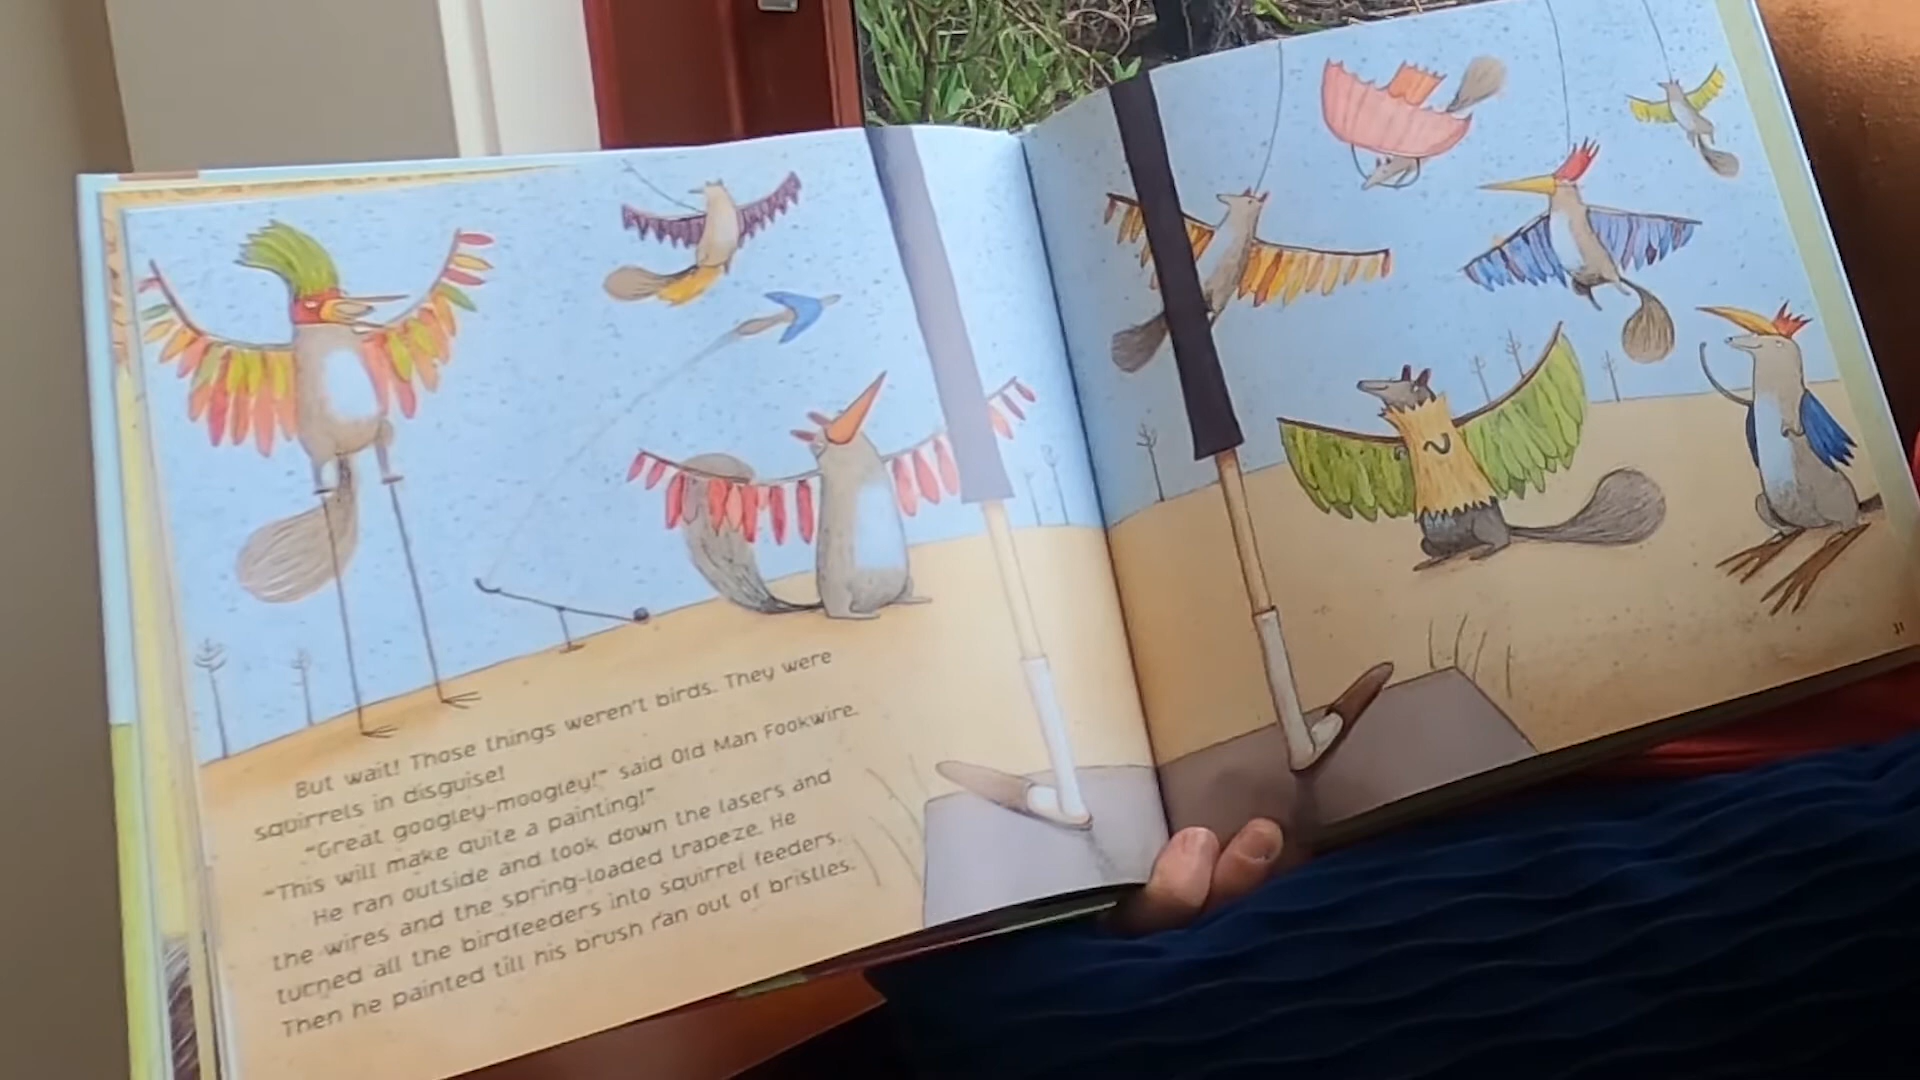 But wait! Those things weren't birds. They were
squirrels in disguise!
"Great googley-moogley!" said Old Man Fookwire.
"This will make quite a painting!"
He ran outside and took down the lasers and
the wires and the spring-loaded trapeze. He
turned all the birdfeeders into squirrel feeders.
Then he painted till his brush ran out of bristles.
31